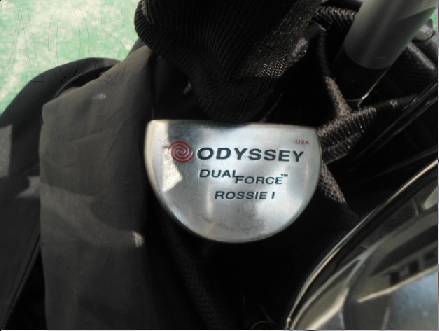 USA
ODYSSEY
DUAL FORCE™
ROSSIE I